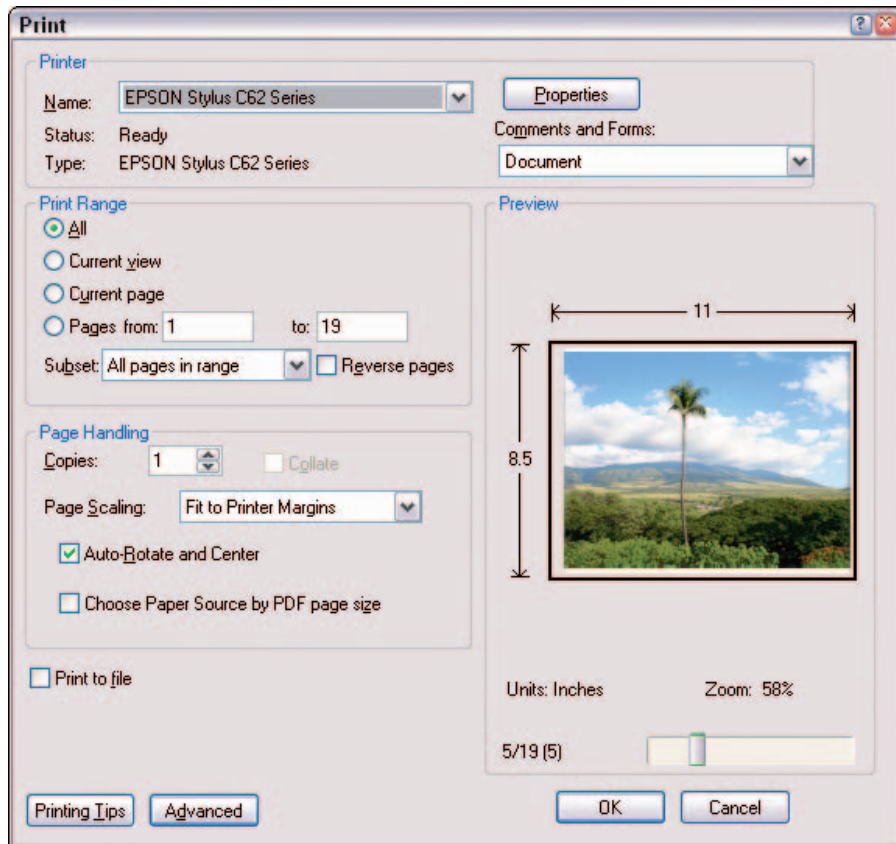 Print
Printer
Name: EPSON Stylus C62 Series
Properties
Status: Ready
Comments and Forms:
Type: EPSON Stylus C62 Series
Document
Print Range
All
Current view
Current page
Pages from: 1 to: 19
Subset: All pages in range Reverse pages
Page Handling
Copies: 1 Collate
Page Scaling: Fit to Printer Margins
Auto-Rotate and Center
Choose Paper Source by PDF page size
Print to file
Preview
11
8.5
Units: Inches Zoom: 58%
5/19 (5)
Printing Tips Advanced OK Cancel